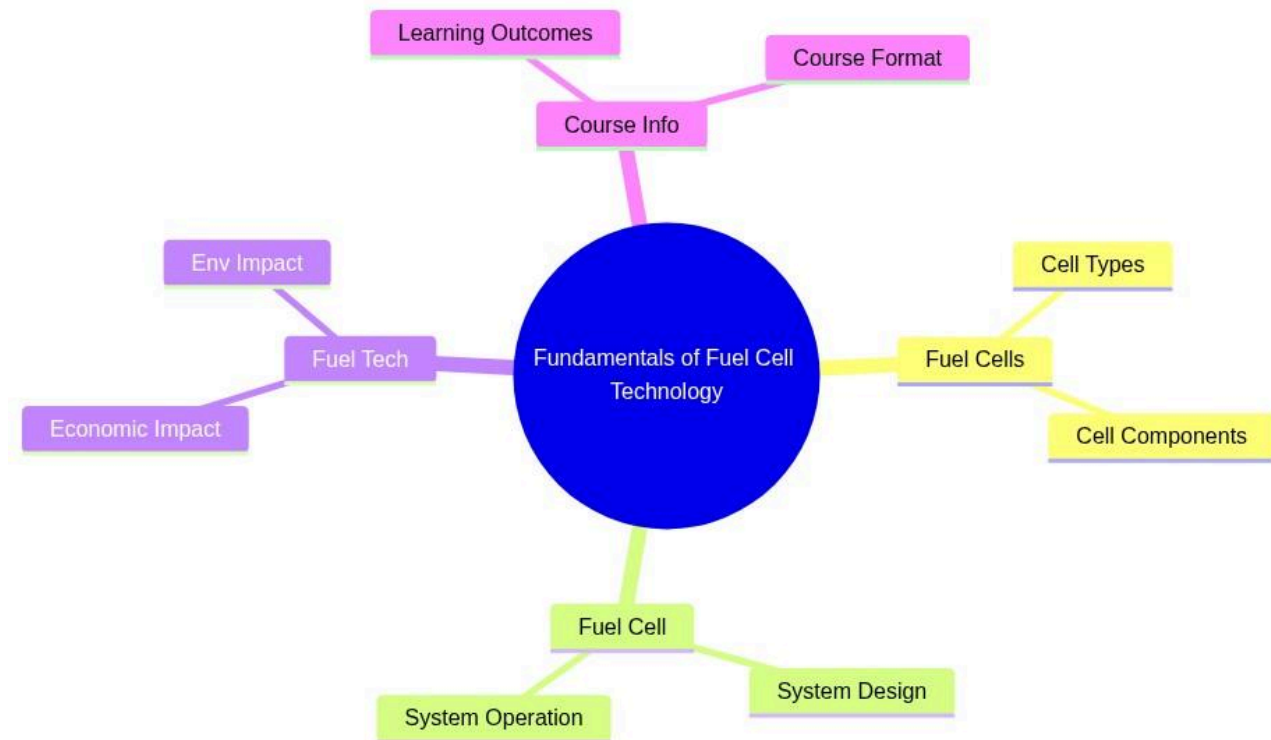 Learning Outcomes
Course Format
Course Info
Env Impact
Cell Types
Fuel Tech
Fundamentals of Fuel Cell
Technology
Fuel Cells
Economic Impact
Cell Components
Fuel Cell
System Design
System Operation